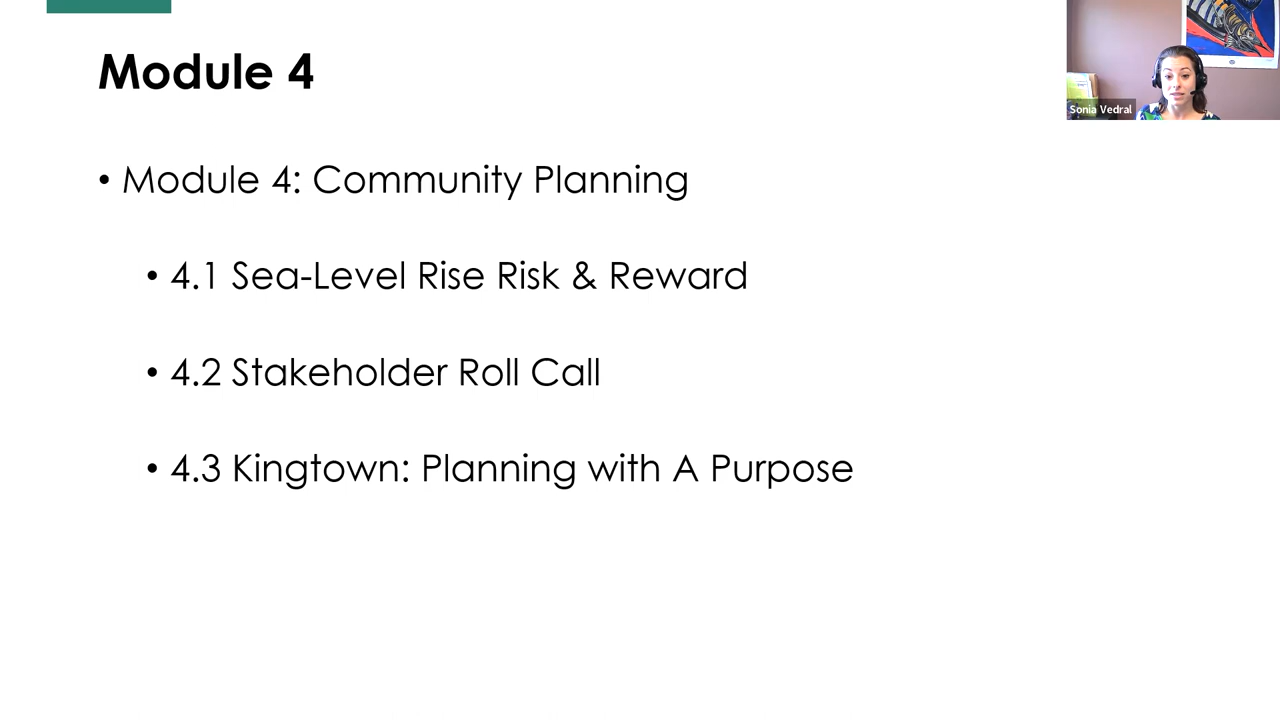 Module 4
Sonia Vedral
• Module 4: Community Planning
• 4.1 Sea-Level Rise Risk & Reward
• 4.2 Stakeholder Roll Call
• 4.3 Kingtown: Planning with A Purpose